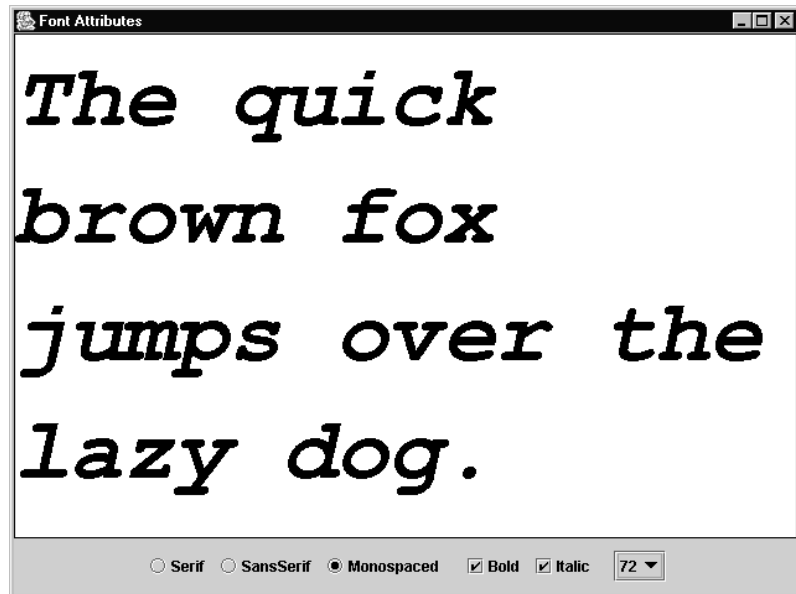 Font Attributes
The quick
brown fox
jumps over the
lazy dog.
Serif SansSerif Monospaced Bold Italic 72